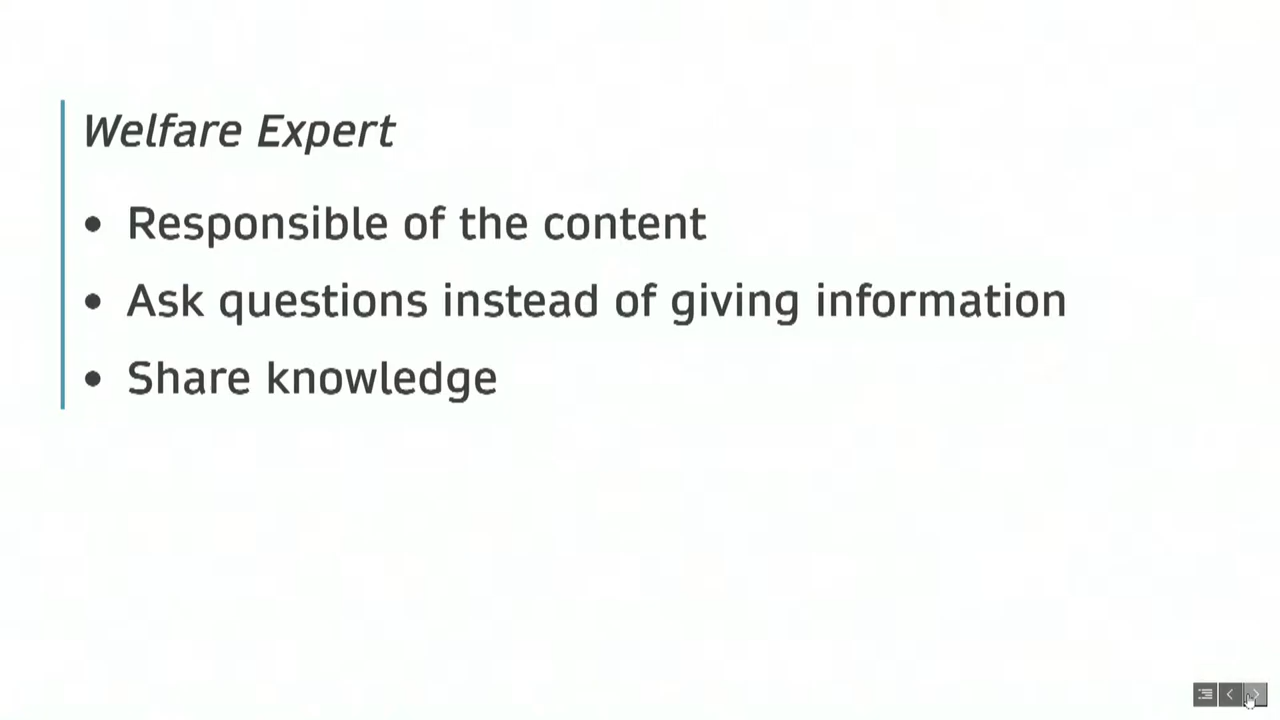 Welfare Expert
• Responsible of the content
• Ask questions instead of giving information
• Share knowledge